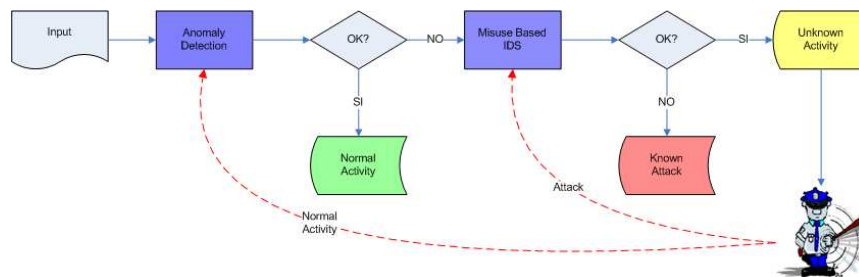 Input
Anomaly
Detection
OK?
NO
Misuse Based
IDS
OK?
SI
Unknown
Activity
SI
NO
Normal
Activity
Known
Attack
Attack
Normal
Activity